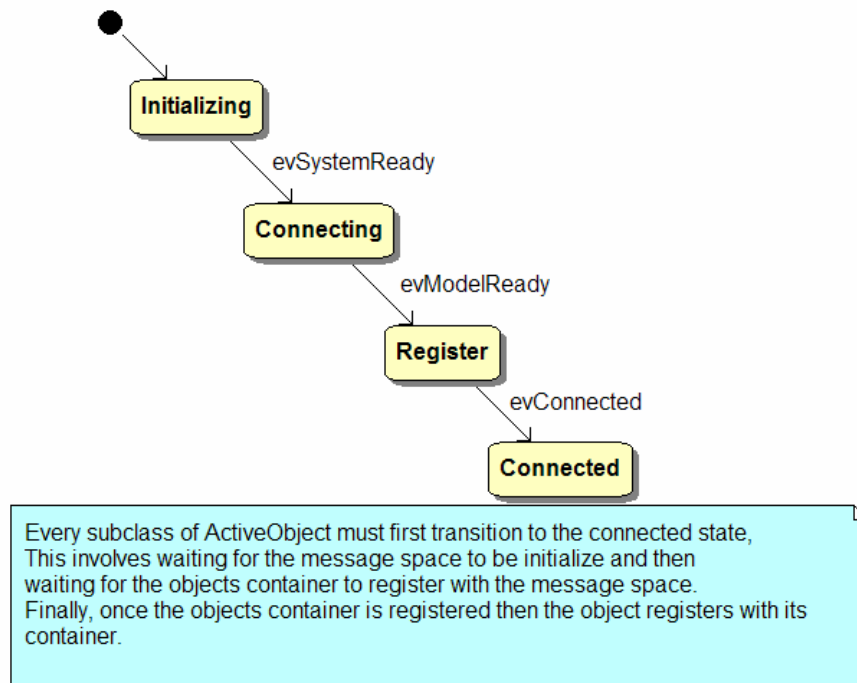 Initializing
evSystemReady
Connecting
evModelReady
Register
evConnected
Connected
Every subclass of ActiveObject must first transition to the connected state,
This involves waiting for the message space to be initialize and then
waiting for the objects container to register with the message space.
Finally, once the objects container is registered then the object registers with its
container.